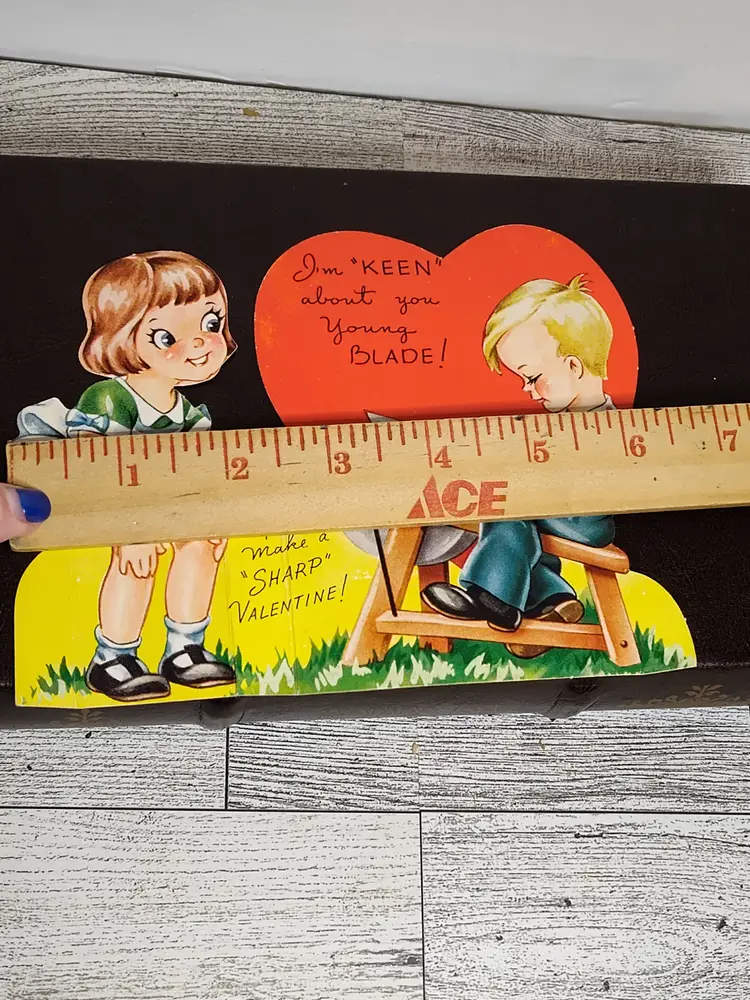 I'm "KEEN"
about you
Young
BLADE!
1 2 3 4 5 6 7
ACE
make a
"SHARP"
VALENTINE!